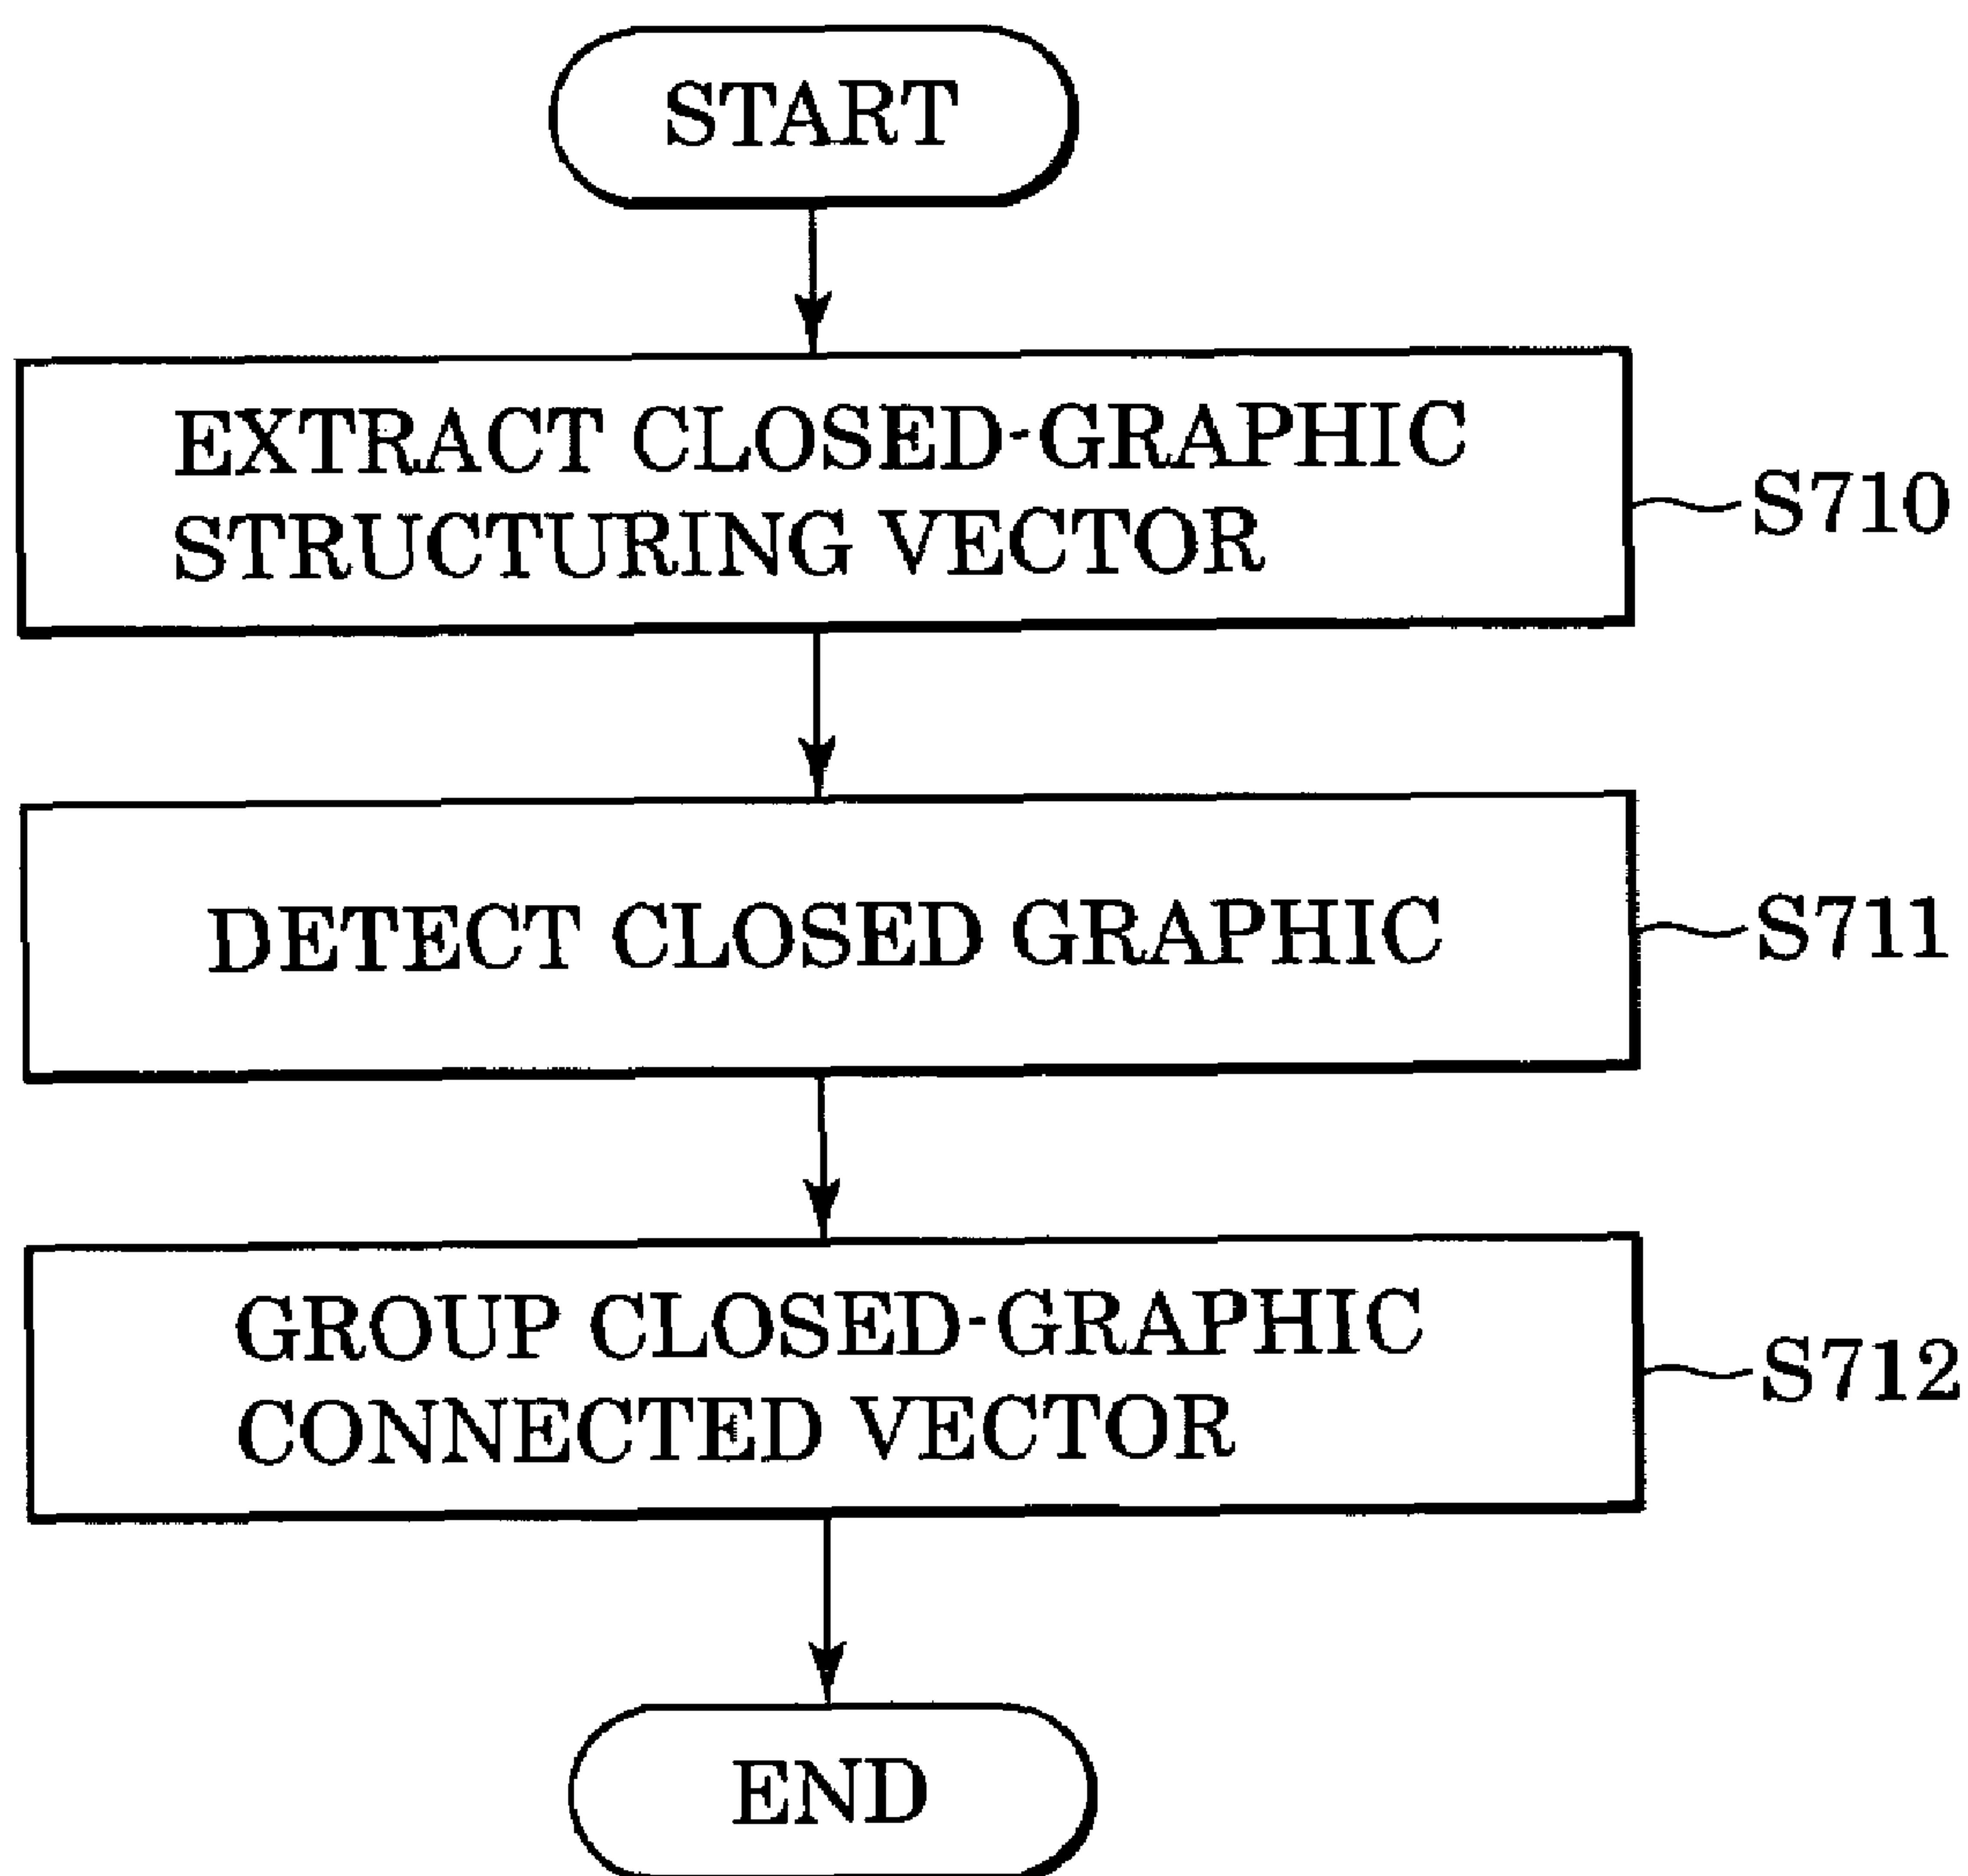 START
EXTRACT CLOSED-GRAPHIC
STRUCTURING VECTOR
S710
DETECT CLOSED GRAPHIC
S711
GROUP CLOSED-GRAPHIC
CONNECTED VECTOR
S712
END